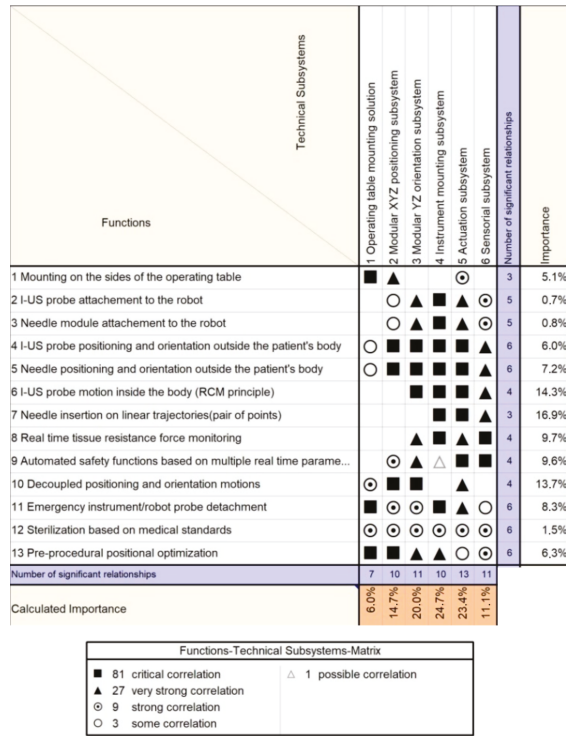 Technical Subsystems
Functions
1 Operating table mounting solution
2 Modular XYZ positioning subsystem
3 Modular YZ orientation subsystem
4 Instrument mounting subsystem
5 Actuation subsystem
6 Sensorial subsystem
Number of significant relationships
Importance
1 Mounting on the sides of the operating table 3 5.1%
2 I-US probe attachement to the robot 5 0.7%
3 Needle module attachement to the robot 5 0.8%
4 I-US probe positioning and orientation outside the patient's body 6 6.0%
5 Needle positioning and orientation outside the patient's body 6 7.2%
6 I-US probe motion inside the body (RCM principle) 4 14.3%
7 Needle insertion on linear trajectories(pair of points) 3 16.9%
8 Real time tissue resistance force monitoring 4 9.7%
9 Automated safety functions based on multiple real time parame... 4 9,6%
10 Decoupled positioning and orientation motions 4 13.7%
11 Emergency instrument/robot probe detachment 6 8.3%
12 Sterilization based on medical standards 6 1,5%
13 Pre-procedural positional optimization 6 6,3%
Number of significant relationships 7 10 11 10 13 11
Calculated Importance 6.0% 14.7% 20.0% 24.7% 23.4% 11.1%
Functions-Technical Subsystems-Matrix
■ 81 critical correlation △ 1 possible correlation
▲ 27 very strong correlation
⊙ 9 strong correlation
○ 3 some correlation